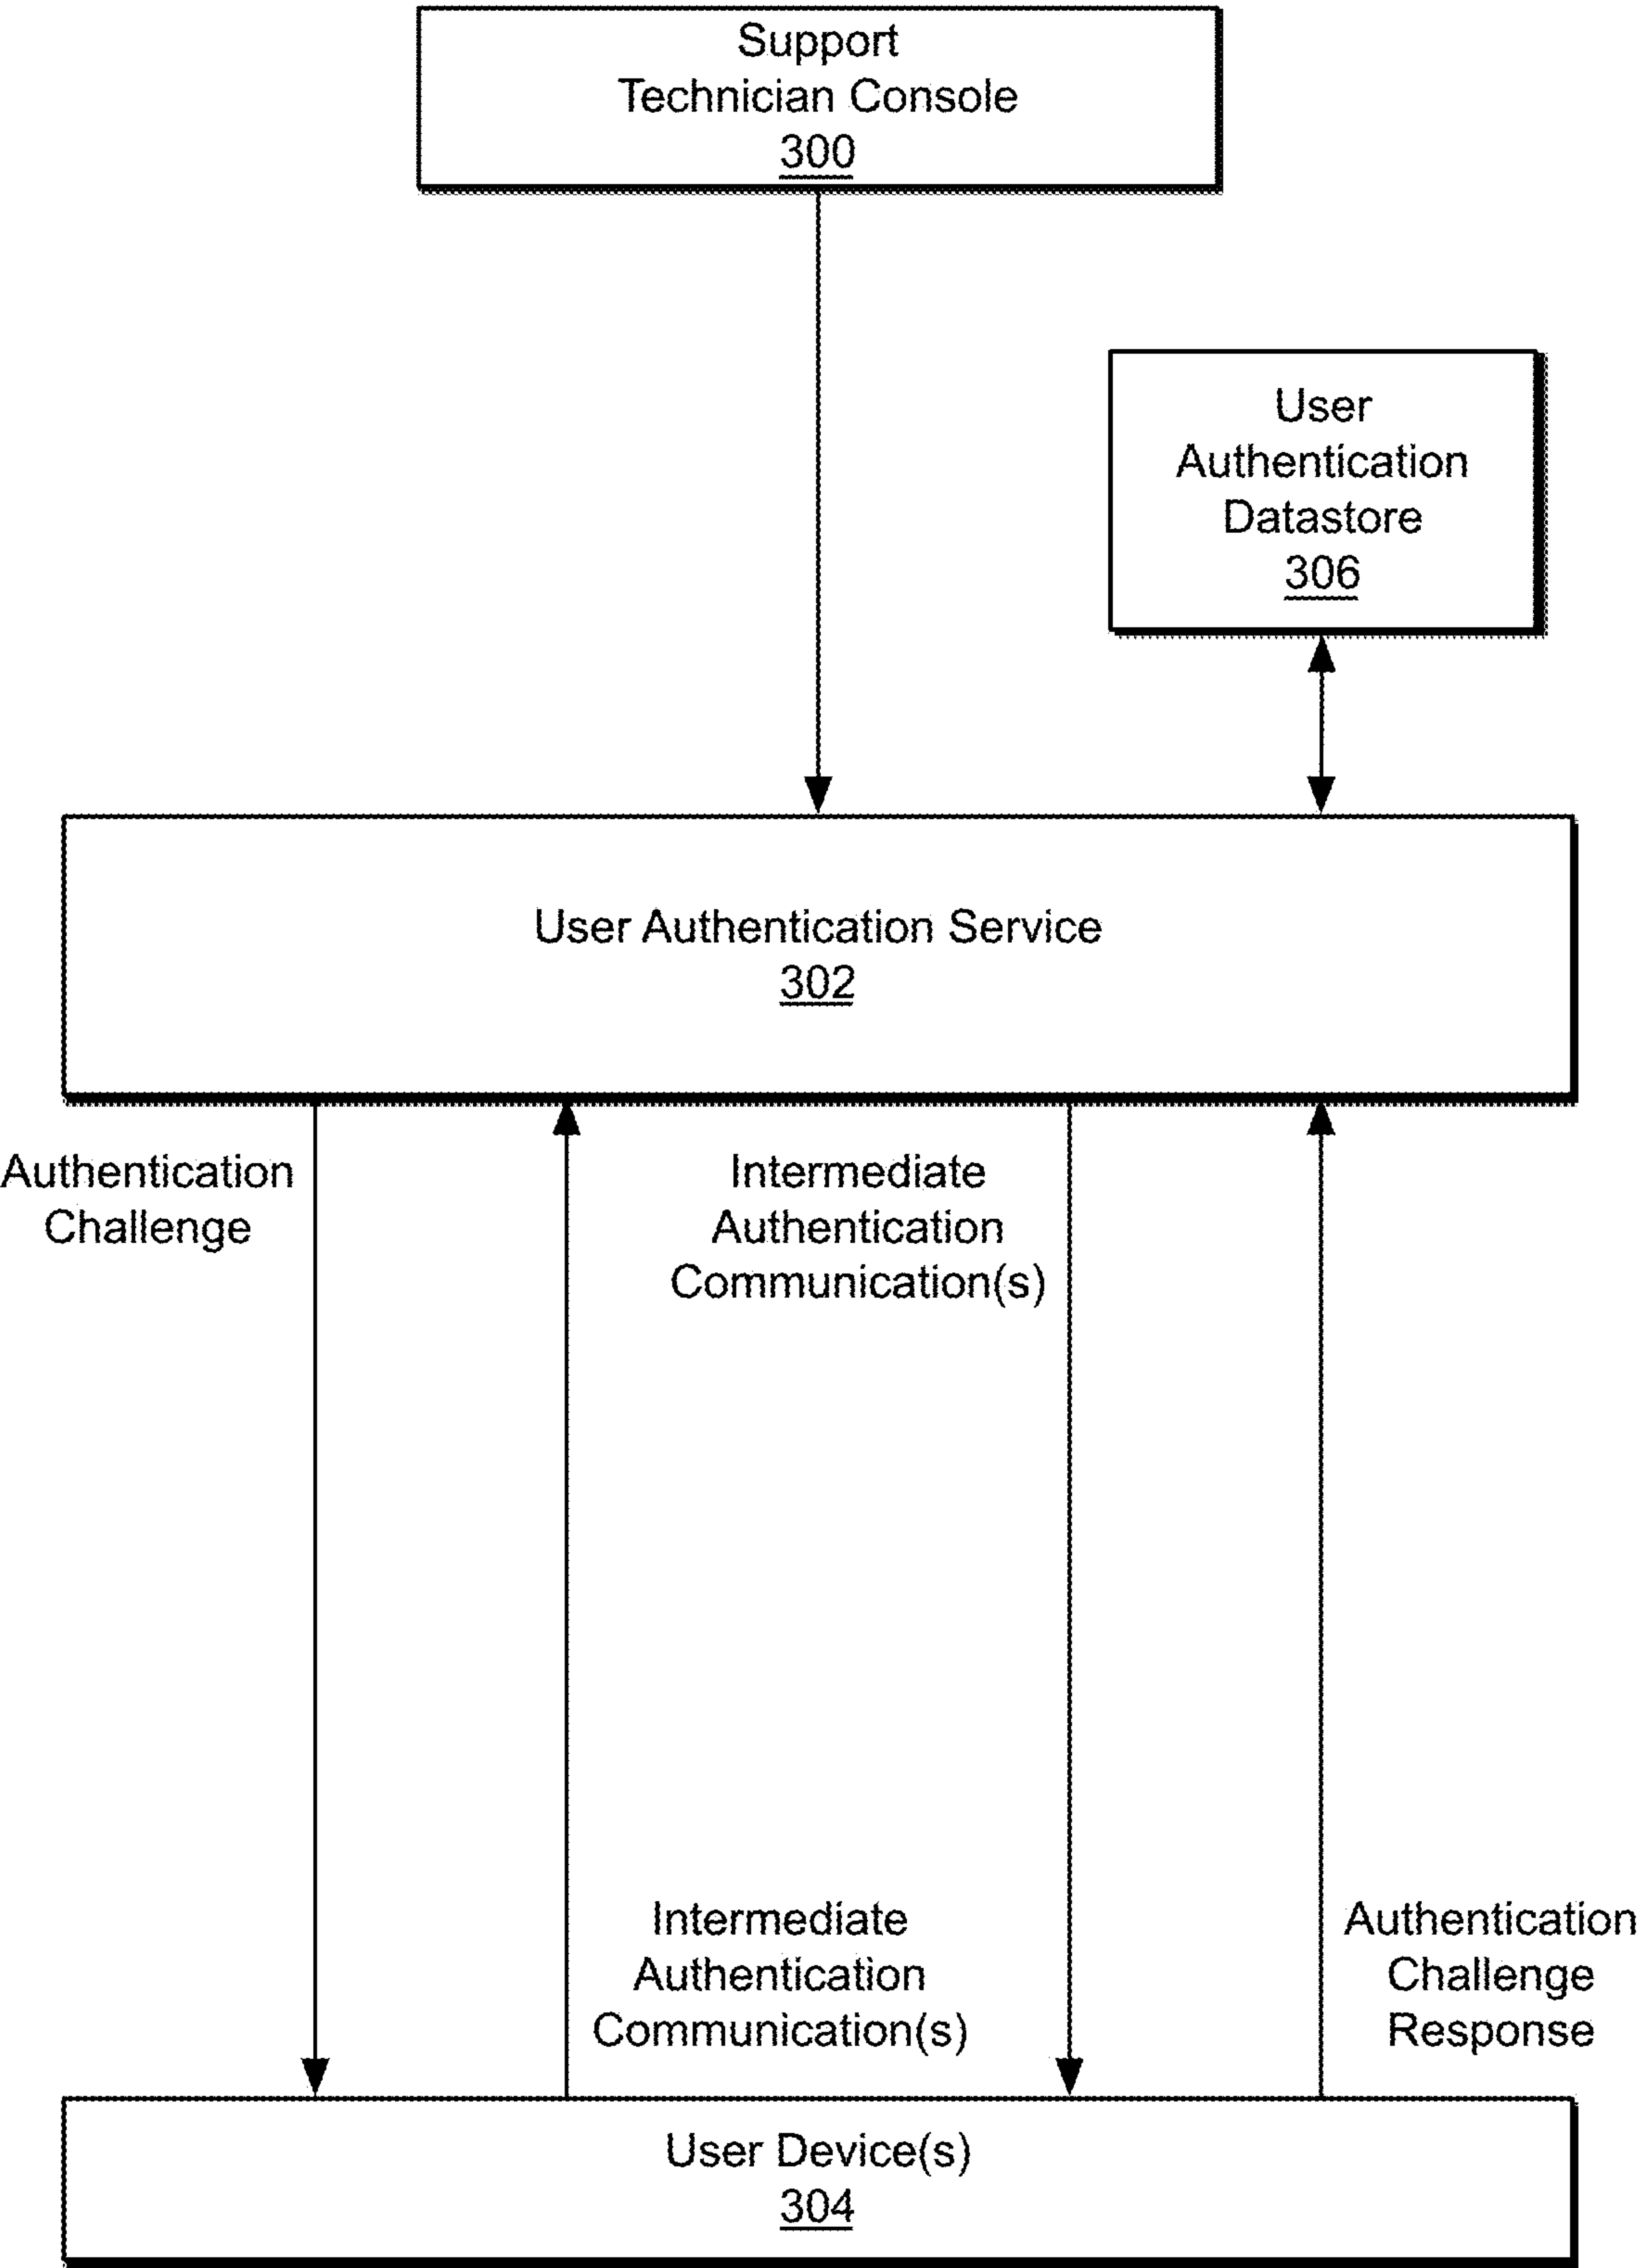 Support
Technician Console
300
User
Authentication
Datastore
306
User Authentication Service
302
Authentication
Challenge
Intermediate
Authentication
Communication(s)
Intermediate
Authentication
Communication(s)
Authentication
Challenge
Response
User Device(s)
304